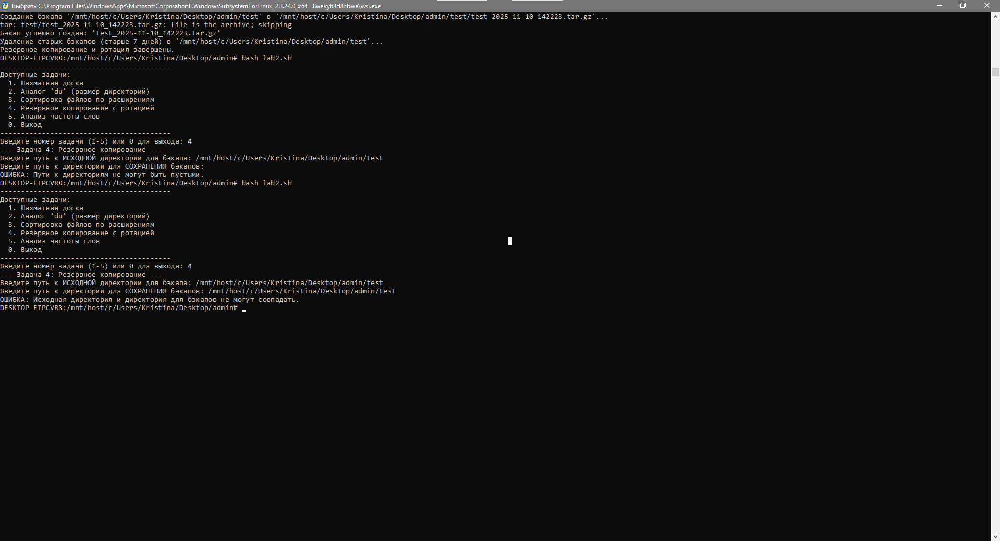 Выбрать C:\Program Files\WindowsApps\MicrosoftCorporationII.WindowsSubsystemForLinux_2.3.24.0_x64__8wekyb3d8bbwe\wsl.exe
Создание бэкапа '/mnt/host/c/Users/Kristina/Desktop/admin/test' в '/mnt/host/c/Users/Kristina/Desktop/admin/test/test_2025-11-10_142223.tar.gz'...
tar: test/test_2025-11-10_142223.tar.gz: file is the archive; skipping
Бэкап успешно создан: 'test_2025-11-10_142223.tar.gz'
Удаление старых бэкапов (старше 7 дней) в '/mnt/host/c/Users/Kristina/Desktop/admin/test'...
Резервное копирование и ротация завершены.
DESKTOP-EIPCVR8:/mnt/host/c/Users/Kristina/Desktop/admin# bash lab2.sh
-----------------------------------------
Доступные задачи:
  1. Шахматная доска
  2. Аналог 'du' (размер директорий)
  3. Сортировка файлов по расширениям
  4. Резервное копирование с ротацией
  5. Анализ частоты слов
  0. Выход
-----------------------------------------
Введите номер задачи (1-5) или 0 для выхода: 4
--- Задача 4: Резервное копирование ---
Введите путь к ИСХОДНОЙ директории для бэкапа: /mnt/host/c/Users/Kristina/Desktop/admin/test
Введите путь к директории для СОХРАНЕНИЯ бэкапов:
ОШИБКА: Пути к директориям не могут быть пустыми.
DESKTOP-EIPCVR8:/mnt/host/c/Users/Kristina/Desktop/admin# bash lab2.sh
-----------------------------------------
Доступные задачи:
  1. Шахматная доска
  2. Аналог 'du' (размер директорий)
  3. Сортировка файлов по расширениям
  4. Резервное копирование с ротацией
  5. Анализ частоты слов
  0. Выход
-----------------------------------------
Введите номер задачи (1-5) или 0 для выхода: 4
--- Задача 4: Резервное копирование ---
Введите путь к ИСХОДНОЙ директории для бэкапа: /mnt/host/c/Users/Kristina/Desktop/admin/test
Введите путь к директории для СОХРАНЕНИЯ бэкапов: /mnt/host/c/Users/Kristina/Desktop/admin/test
ОШИБКА: Исходная директория и директория для бэкапов не могут совпадать.
DESKTOP-EIPCVR8:/mnt/host/c/Users/Kristina/Desktop/admin#